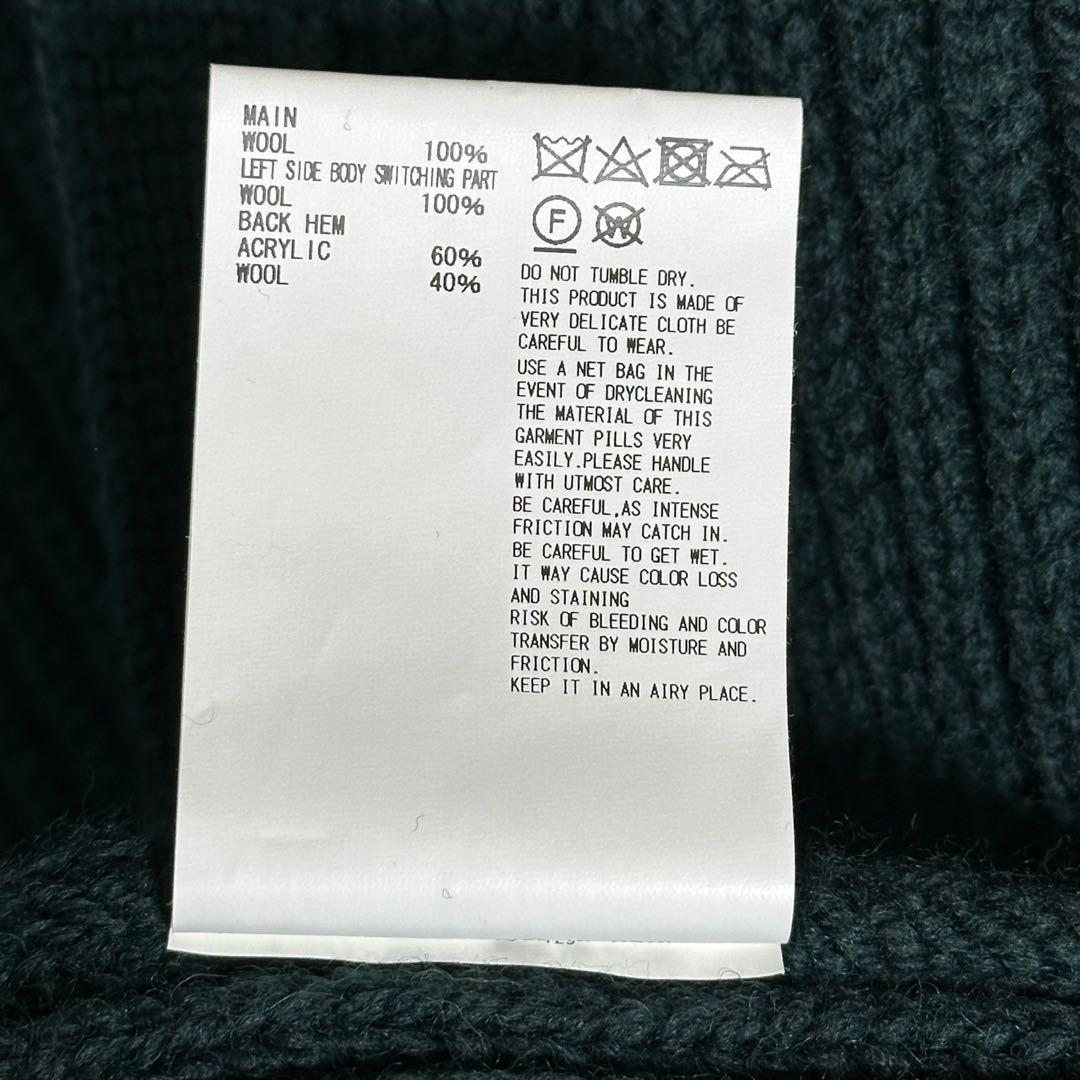 MAIN
WOOL 100%
LEFT SIDE BODY SWITCHING PART
WOOL 100%
BACK HEM
ACRYLIC 60%
WOOL 40%
F
W
DO NOT TUMBLE DRY.
THIS PRODUCT IS MADE OF
VERY DELICATE CLOTH BE
CAREFUL TO WEAR.
USE A NET BAG IN THE
EVENT OF DRYCLEANING
THE MATERIAL OF THIS
GARMENT PILLS VERY
EASILY.PLEASE HANDLE
WITH UTMOST CARE.
BE CAREFUL,AS INTENSE
FRICTION MAY CATCH IN.
BE CAREFUL TO GET WET.
IT WAY CAUSE COLOR LOSS
AND STAINING
RISK OF BLEEDING AND COLOR
TRANSFER BY MOISTURE AND
FRICTION.
KEEP IT IN AN AIRY PLACE.